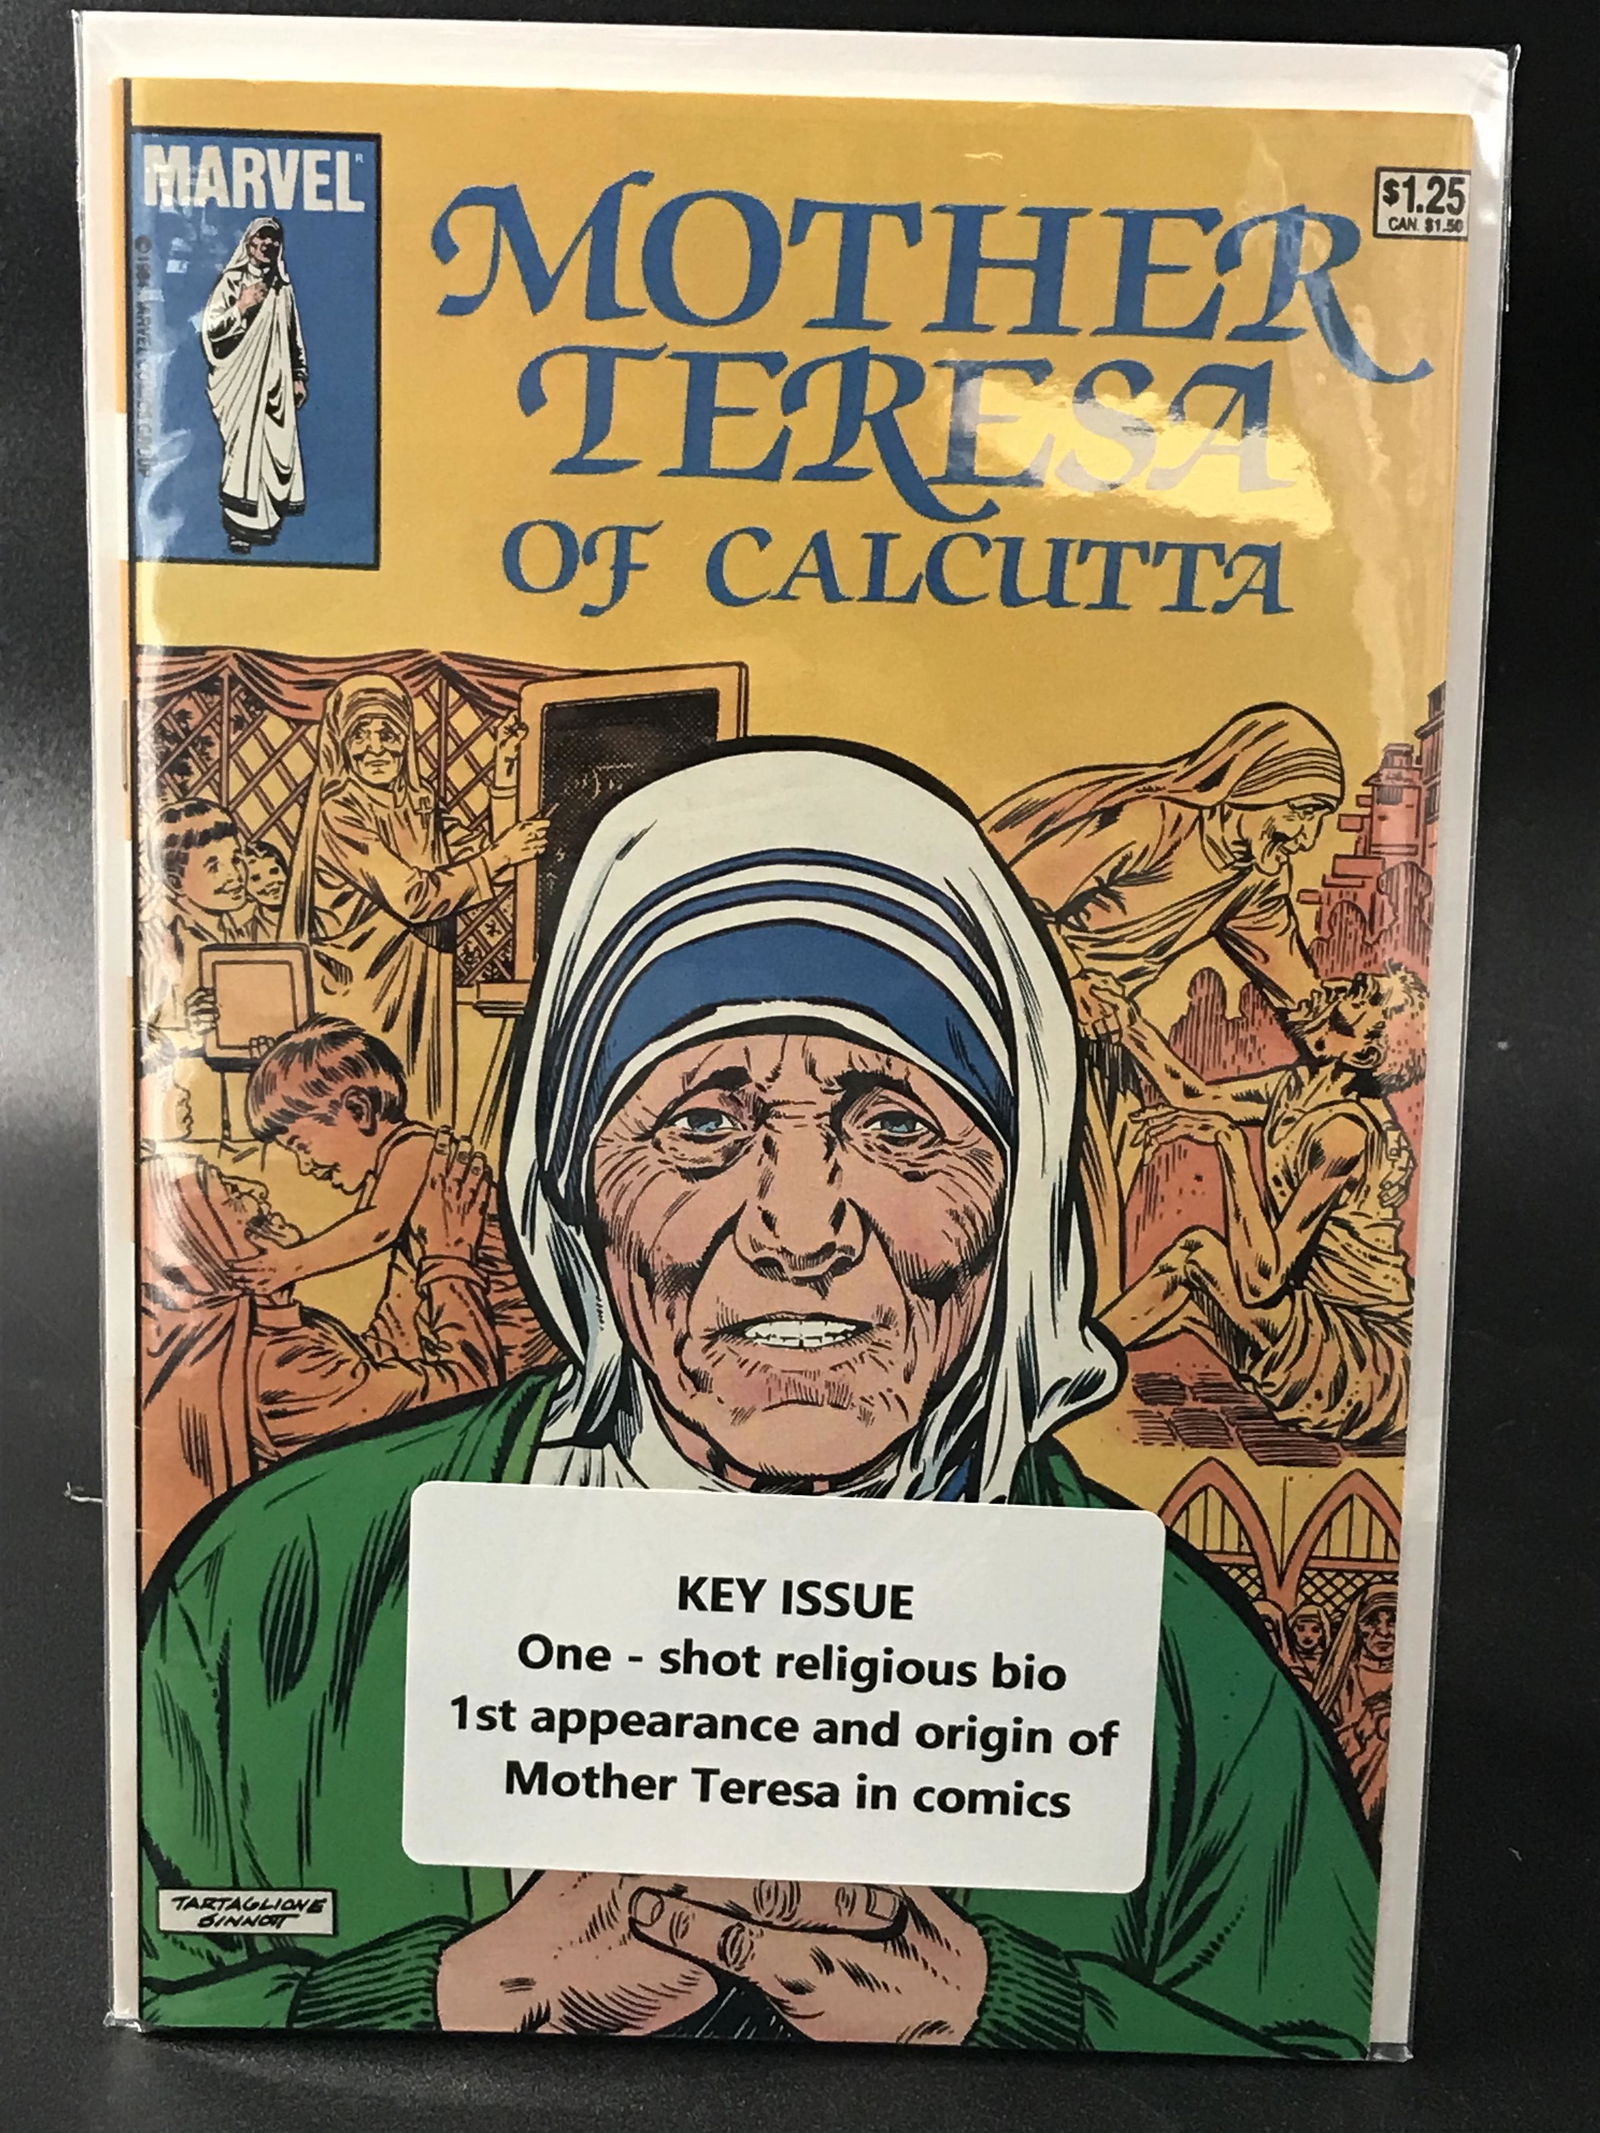 MARVEL®
$1.25
CAN. $1.50
MOTHER
TERESA
OF CALCUTTA
KEY ISSUE
One - shot religious bio
1st appearance and origin of
Mother Teresa in comics
TARTAGLIONE
SINNOTT